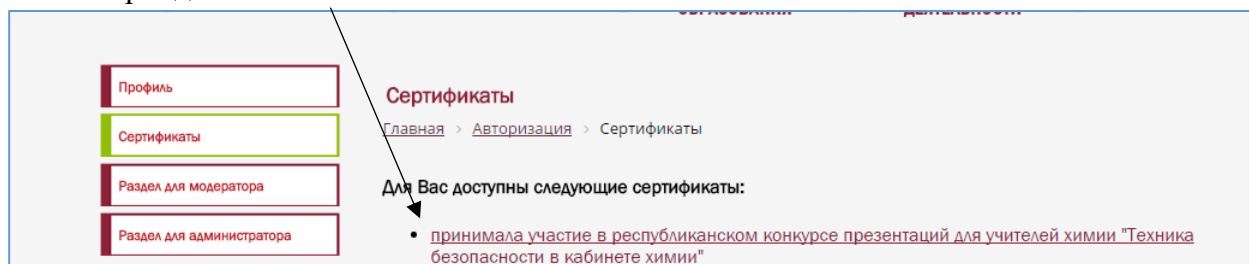 Профиль
Сертификаты
Раздел для модератора
Раздел для администратора
Сертификаты
Главная > Авторизация > Сертификаты
Для Вас доступны следующие сертификаты:
• принимала участие в республиканском конкурсе презентаций для учителей химии "Техника
безопасности в кабинете химии"